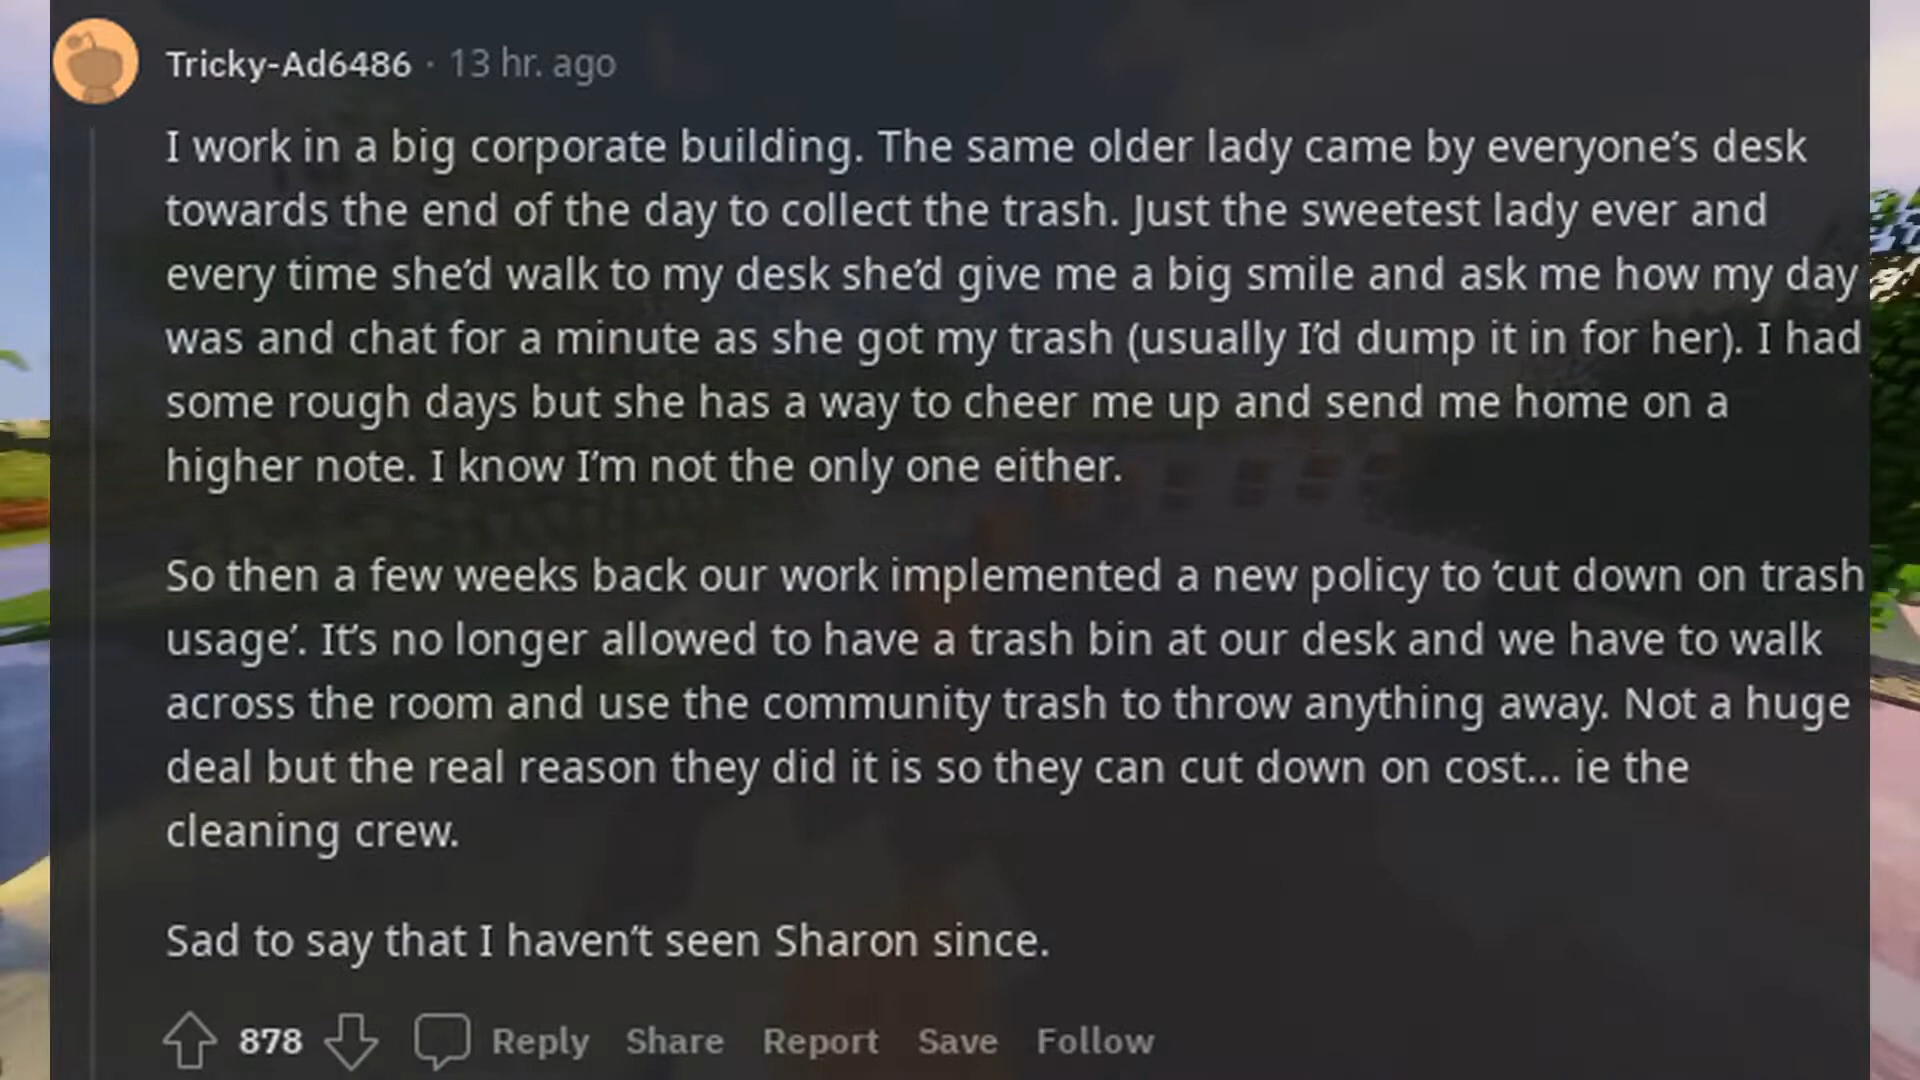 Tricky-Ad6486 · 13 hr. ago
I work in a big corporate building. The same older lady came by everyone’s desk
towards the end of the day to collect the trash. Just the sweetest lady ever and
every time she’d walk to my desk she’d give me a big smile and ask me how my day
was and chat for a minute as she got my trash (usually I’d dump it in for her). I had
some rough days but she has a way to cheer me up and send me home on a
higher note. I know I’m not the only one either.
So then a few weeks back our work implemented a new policy to ‘cut down on trash
usage’. It’s no longer allowed to have a trash bin at our desk and we have to walk
across the room and use the community trash to throw anything away. Not a huge
deal but the real reason they did it is so they can cut down on cost... ie the
cleaning crew.
Sad to say that I haven’t seen Sharon since.
878 Reply Share Report Save Follow